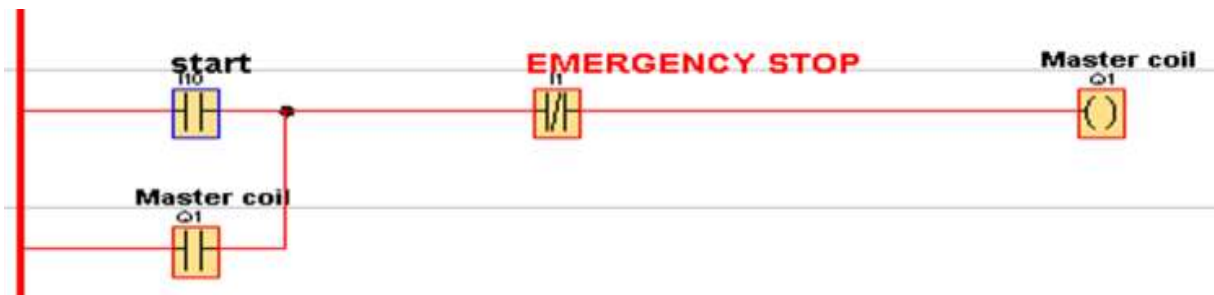 start
I10
EMERGENCY STOP
I1
Master coil
Q1
Master coil
Q1